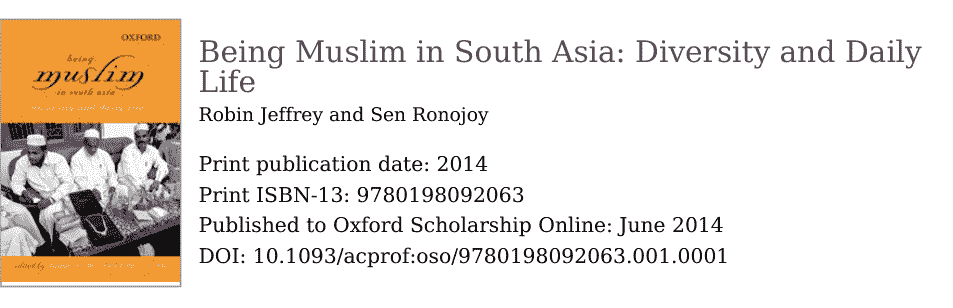 OXFORD
being
muslim
in south asia
edited by
Being Muslim in South Asia: Diversity and Daily
Life
Robin Jeffrey and Sen Ronojoy
Print publication date: 2014
Print ISBN-13: 9780198092063
Published to Oxford Scholarship Online: June 2014
DOI: 10.1093/acprof:oso/9780198092063.001.0001